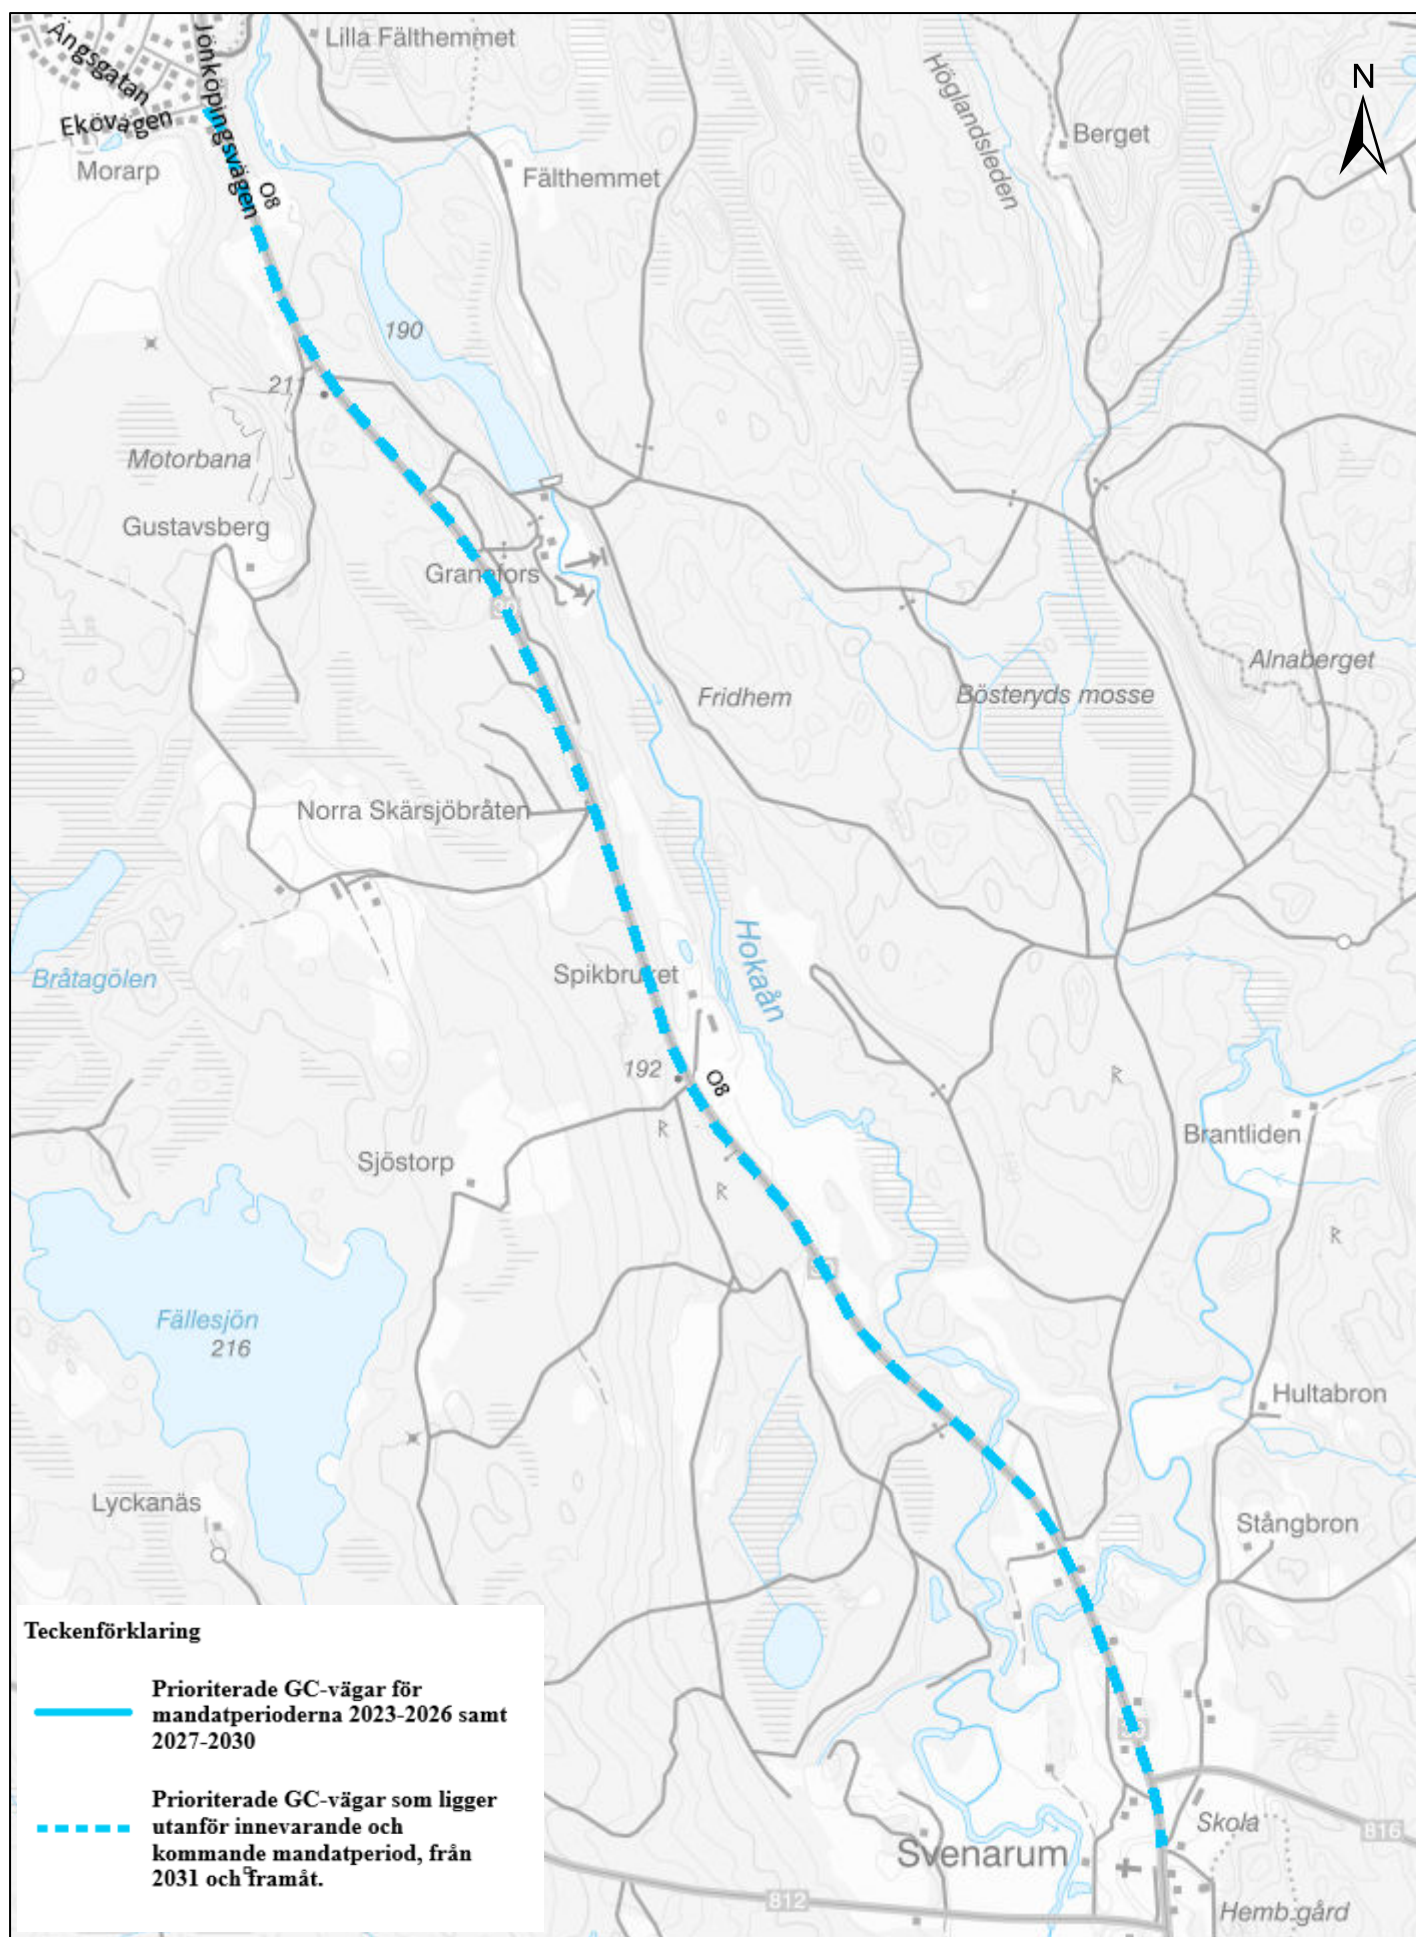 Lilla Fälthemmet
Ängsgatan
Jönköpingsvägen
N
Höglandsleden
Berget
Ekövägen
Morarp
Fälthemmet
O8
190
211
Motorbana
Gustavsberg
Granefors
30
Alnaberget
Fridhem
Bösteryds mosse
Norra Skärsjöbråten
Hokaån
Spikbruket
Bråtagölen
192
O8
R
Brantliden
Sjöstorp
R
R
R
Fällesjön
216
Hultabron
Lyckanäs
Stångbron
Teckenförklaring
Prioriterade GC-vägar för
mandatperioderna 2023-2026 samt
2027-2030
Prioriterade GC-vägar som ligger
utanför innevarande och
kommande mandatperiod, från
2031 och framåt.
Skola
816
Svenarum
812
Hemb.gård